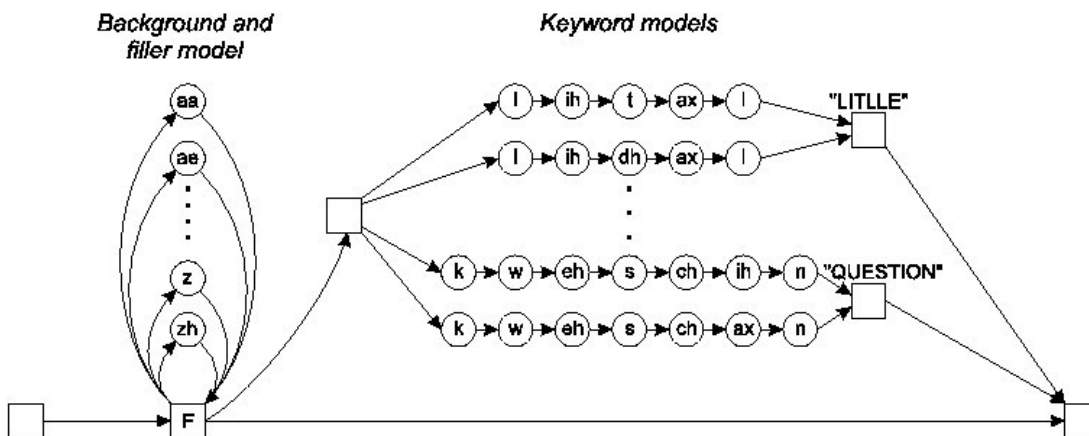 Background and
filler model
Keyword models
aa
ae
z
zh
F
l ih t ax l
"LITLLE"
l ih dh ax l
k w eh s ch ih n
"QUESTION"
k w eh s ch ax n